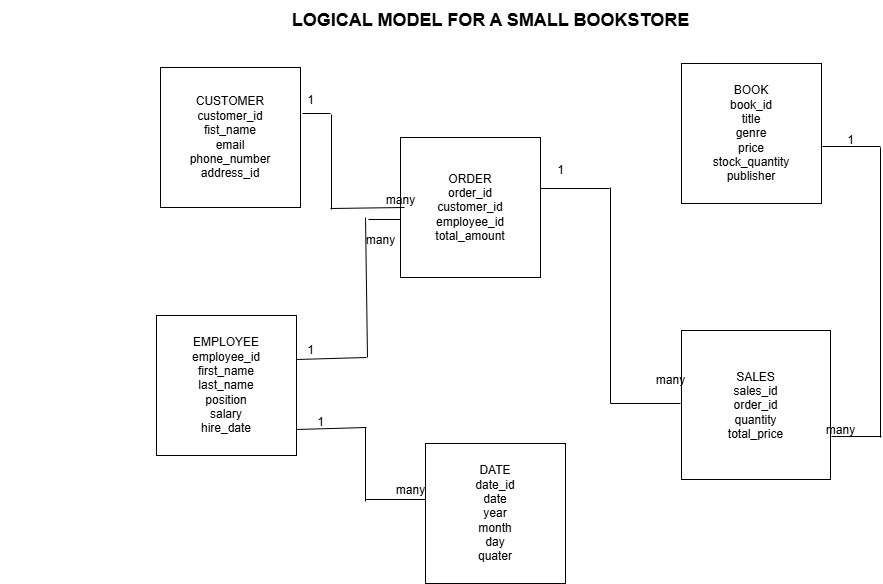 LOGICAL MODEL FOR A SMALL BOOKSTORE
CUSTOMER
customer_id
fist_name
email
phone_number
address_id
1
many
ORDER
order_id
customer_id
employee_id
total_amount
many
1
BOOK
book_id
title
genre
price
stock_quantity
publisher
1
EMPLOYEE
employee_id
first_name
last_name
position
salary
hire_date
1
1
many
SALES
sales_id
order_id
quantity
total_price
many
many
DATE
date_id
date
year
month
day
quater